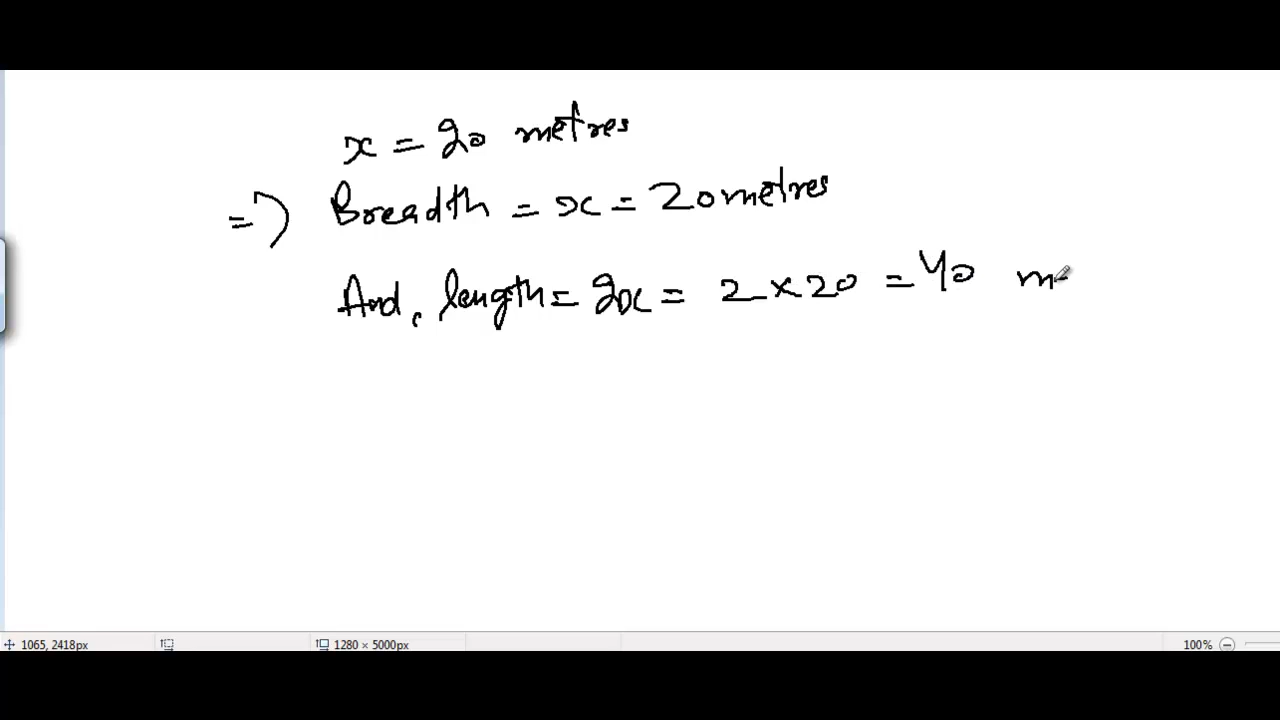 x = 20 metres
=> Breadth = x = 20 metres
And, length = 2x = 2 × 20 = 40 m
1065, 2418px
1280 × 5000px
100%